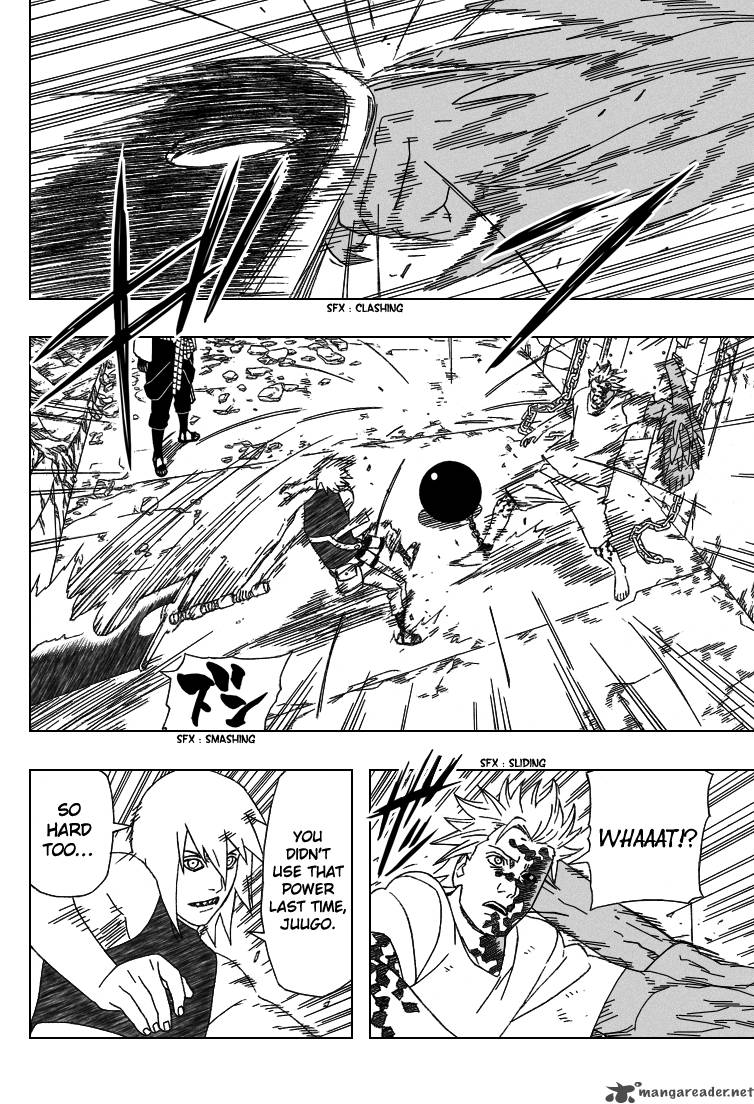 SFX : CLASHING
ズン
SFX : SMASHING
SFX : SLIDING
WHAAAT!?
YOU
DIDN'T
USE THAT
POWER
LAST TIME,
JUUGO.
SO
HARD
TOO...
mangareader.net